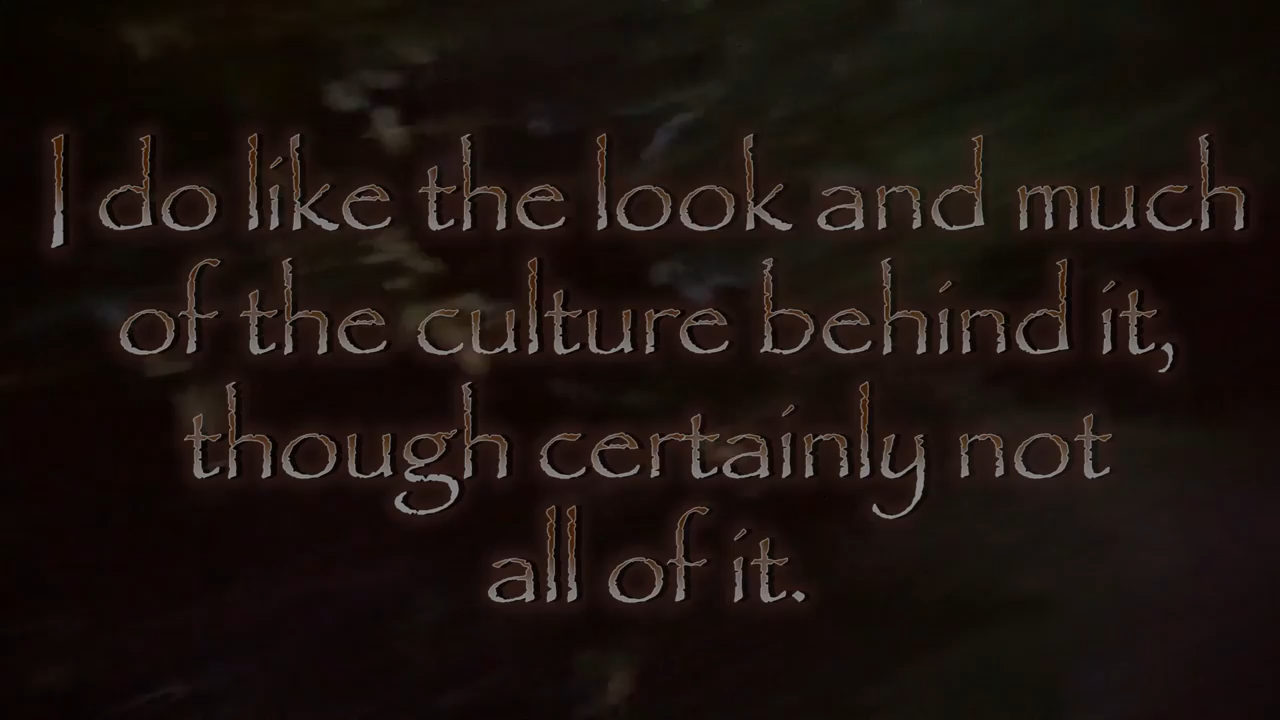 I do like the look and much
of the culture behind it,
though certainly not
all of it.